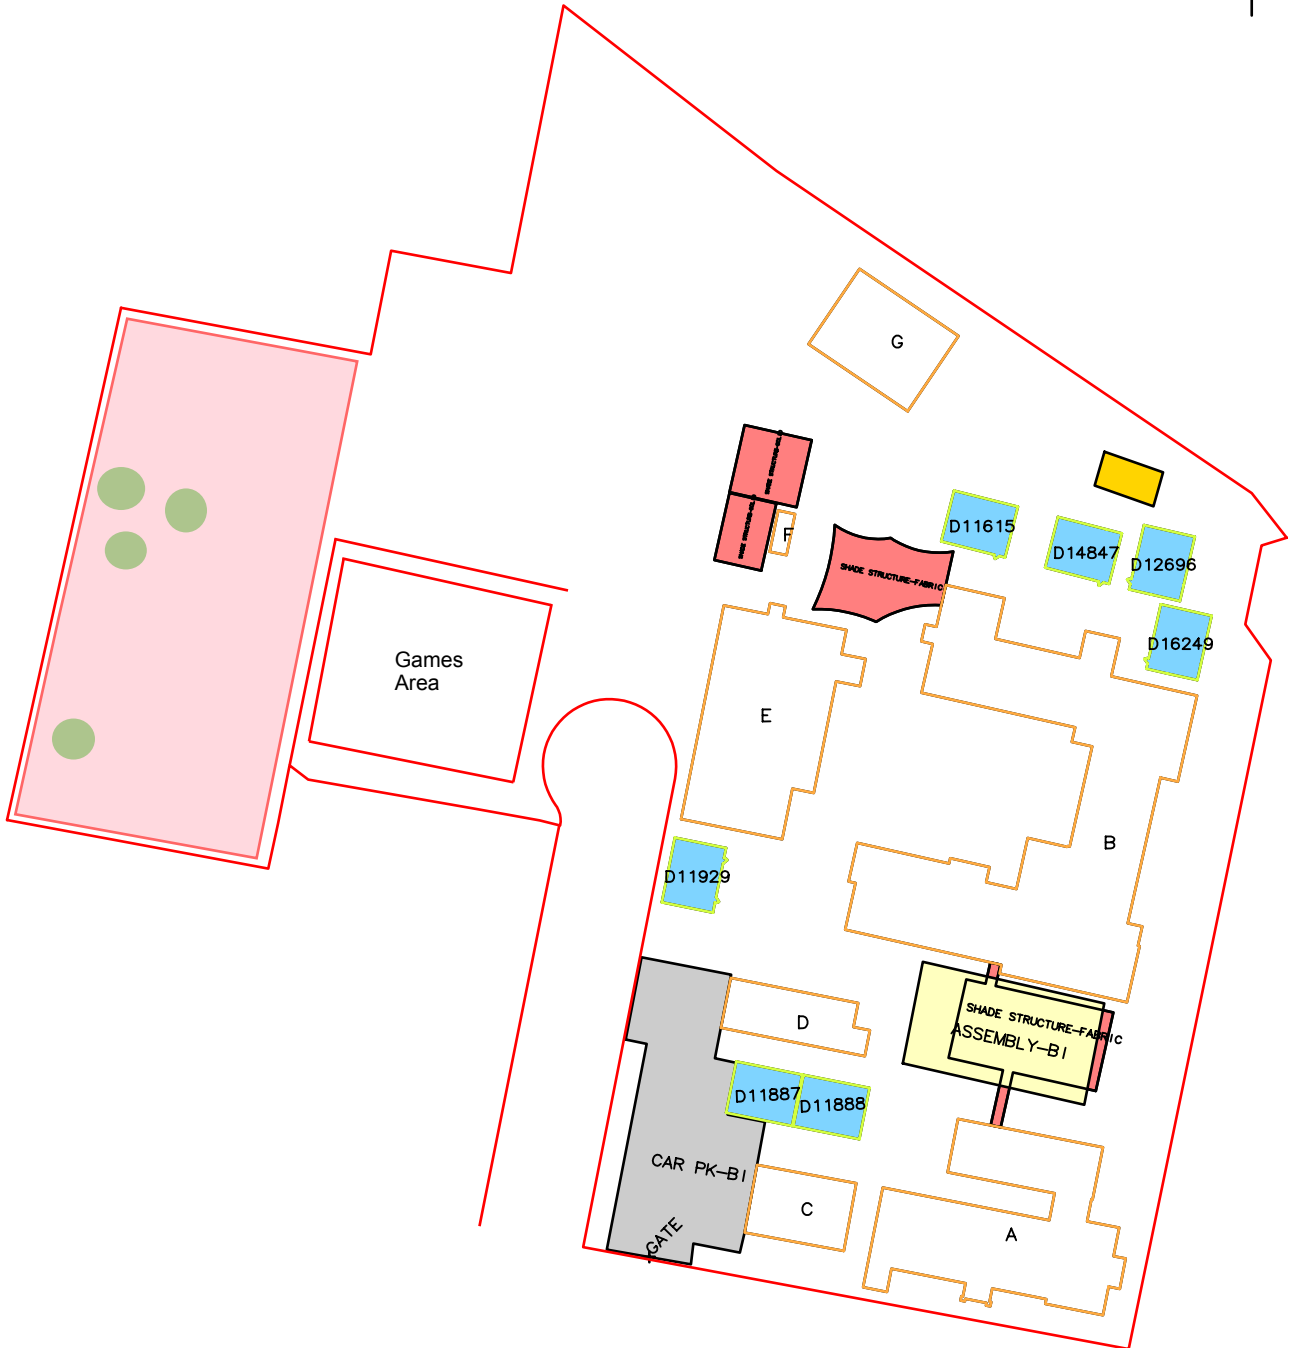 G
F
D11615
D14847
D12696
SHADE STRUCTURE-FABRIC
D16249
Games
Area
E
B
D11929
D
SHADE STRUCTURE-FABRIC
ASSEMBLY-BI
D11887
D11888
CAR PK-BI
C
GATE
A